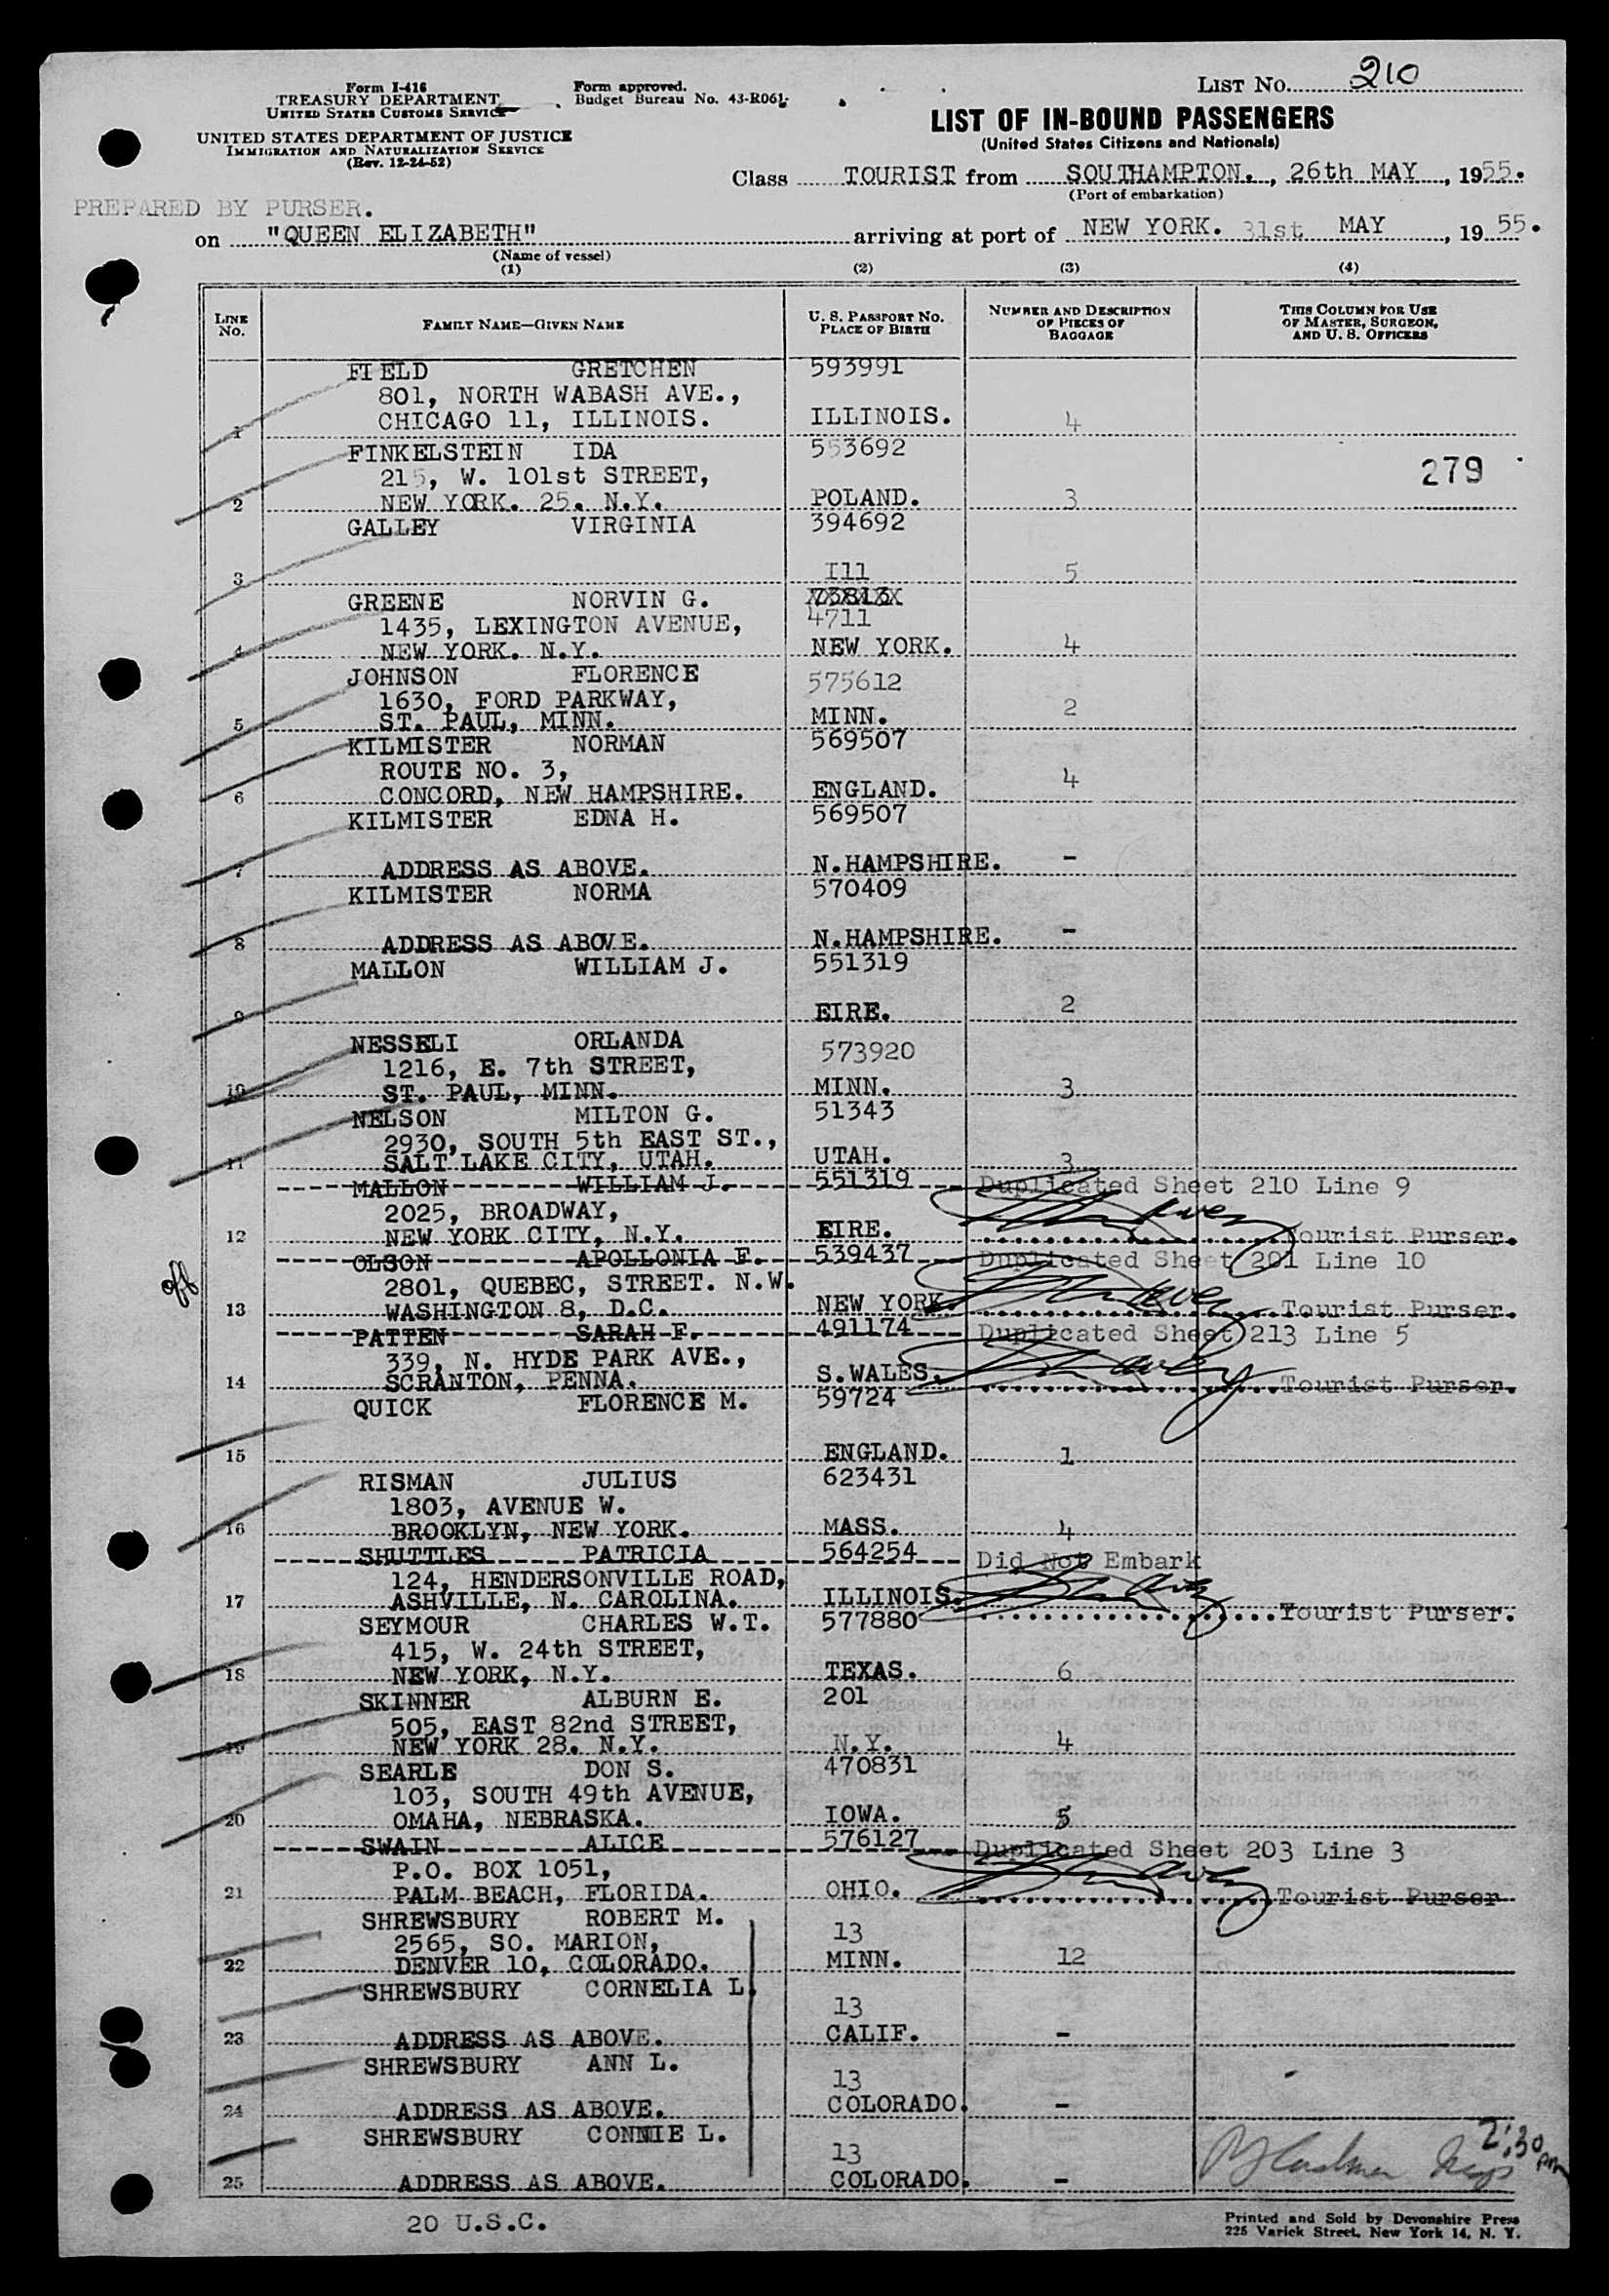 Form I-416
TREASURY DEPARTMENT
UNITED STATES CUSTOMS SERVICE
UNITED STATES DEPARTMENT OF JUSTICE
IMMIGRATION AND NATURALIZATION SERVICE
(Rev. 12-24-52)
Form approved.
Budget Bureau No. 43-R061
LIST NO. 210
LIST OF IN-BOUND PASSENGERS
(United States Citizens and Nationals)
Class TOURIST from SOUTHAMPTON., 26th MAY, 1955.
(Port of embarkation)
PREPARED BY PURSER.
on "QUEEN ELIZABETH" arriving at port of NEW YORK. 31st MAY, 1955.
(Name of vessel)
(1) (2) (3) (4)
LINE NO. FAMILY NAME—GIVEN NAME U. S. PASSPORT NO. PLACE OF BIRTH NUMBER AND DESCRIPTION OF PIECES OF BAGGAGE THIS COLUMN FOR USE OF MASTER, SURGEON, AND U. S. OFFICERS
FIELD GRETCHEN 593991
801, NORTH WABASH AVE.,
1 CHICAGO 11, ILLINOIS. ILLINOIS. 4
FINKELSTEIN IDA 553692
215, W. 101st STREET, 279
2 NEW YORK. 25. N.Y. POLAND. 3
GALLEY VIRGINIA 394692
3 Ill 5
GREENE NORVIN G. 73813
1435, LEXINGTON AVENUE, 4711
4 NEW YORK. N.Y. NEW YORK. 4
JOHNSON FLORENCE 575612
1630, FORD PARKWAY,
5 ST. PAUL, MINN. MINN. 2
KILMISTER NORMAN 569507
ROUTE NO. 3,
6 CONCORD, NEW HAMPSHIRE. ENGLAND. 4
KILMISTER EDNA H. 569507
7 ADDRESS AS ABOVE. N.HAMPSHIRE. -
KILMISTER NORMA 570409
8 ADDRESS AS ABOVE. N.HAMPSHIRE. -
MALLON WILLIAM J. 551319
9 EIRE. 2
NESSELI ORLANDA 573920
1216, E. 7th STREET,
10 ST. PAUL, MINN. MINN. 3
NELSON MILTON G. 51343
2930, SOUTH 5th EAST ST.,
11 SALT LAKE CITY, UTAH. UTAH. 3
MALLON WILLIAM J. 551319 Duplicated Sheet 210 Line 9
2025, BROADWAY,
12 NEW YORK CITY, N.Y. EIRE. Tourist Purser.
OLSON APOLLONIA F. 539437 Duplicated Sheet 201 Line 10
off 2801, QUEBEC, STREET. N.W.
13 WASHINGTON 8, D.C. NEW YORK. Tourist Purser.
PATTEN SARAH F. 491174 Duplicated Sheet 213 Line 5
339, N. HYDE PARK AVE.,
14 SCRANTON, PENNA. S.WALES. Tourist Purser.
QUICK FLORENCE M. 59724
15 ENGLAND. 1
RISMAN JULIUS 623431
1803, AVENUE W.
16 BROOKLYN, NEW YORK. MASS. 4
SHUTTLES PATRICIA 564254 Did Not Embark
124, HENDERSONVILLE ROAD,
17 ASHVILLE, N. CAROLINA. ILLINOIS. Tourist Purser.
SEYMOUR CHARLES W.T. 577880
415, W. 24th STREET,
18 NEW YORK, N.Y. TEXAS. 6
SKINNER ALBURN E. 201
505, EAST 82nd STREET,
19 NEW YORK 28. N.Y. N.Y. 4
SEARLE DON S. 470831
103, SOUTH 49th AVENUE,
20 OMAHA, NEBRASKA. IOWA. 5
SWAIN ALICE 576127 Duplicated Sheet 203 Line 3
P.O. BOX 1051,
21 PALM BEACH, FLORIDA. OHIO. Tourist Purser
SHREWSBURY ROBERT M. 13
2565, SO. MARION,
22 DENVER 10, COLORADO. MINN. 12
SHREWSBURY CORNELIA L. 13
23 ADDRESS AS ABOVE. CALIF. -
SHREWSBURY ANN L. 13
24 ADDRESS AS ABOVE. COLORADO. -
SHREWSBURY CONNIE L. 13 2:30 pm
25 ADDRESS AS ABOVE. COLORADO. -
20 U.S.C.
Printed and Sold by Devonshire Press
225 Varick Street, New York 14, N. Y.